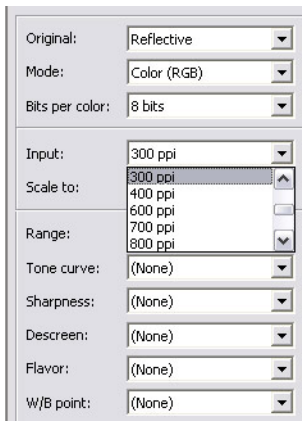 Original: Reflective
Mode: Color (RGB)
Bits per color: 8 bits
Input: 300 ppi
300 ppi
Scale to: 400 ppi
600 ppi
Range: 700 ppi
800 ppi
Tone curve: (None)
Sharpness: (None)
Descreen: (None)
Flavor: (None)
W/B point: (None)